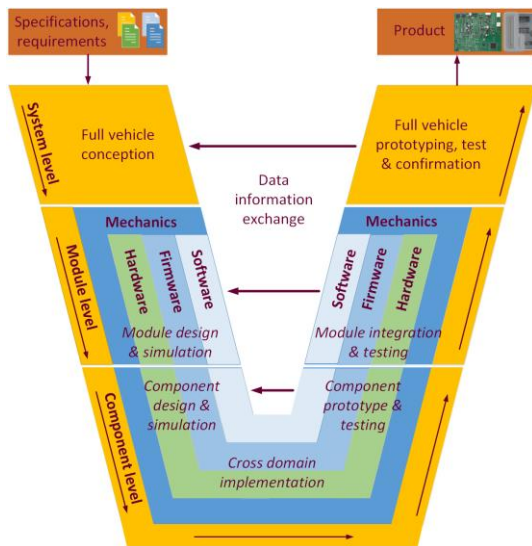 Specifications,
requirements
Product
System level
Full vehicle
conception
Full vehicle
prototyping, test
& confirmation
Data
information
exchange
Module level
Mechanics
Hardware
Firmware
Software
Module design
& simulation
Mechanics
Software
Firmware
Hardware
Module integration
& testing
Component level
Component
design &
simulation
Component
prototype &
testing
Cross domain
implementation